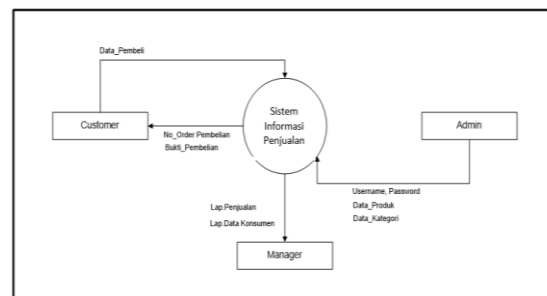 Data_Pembeli
Sistem
Informasi
Penjualan
Customer
Admin
No_Order Pembelian
Bukti_Pembelian
Username, Password
Data_Produk
Data_Kategori
Lap.Penjualan
Lap.Data Konsumen
Manager